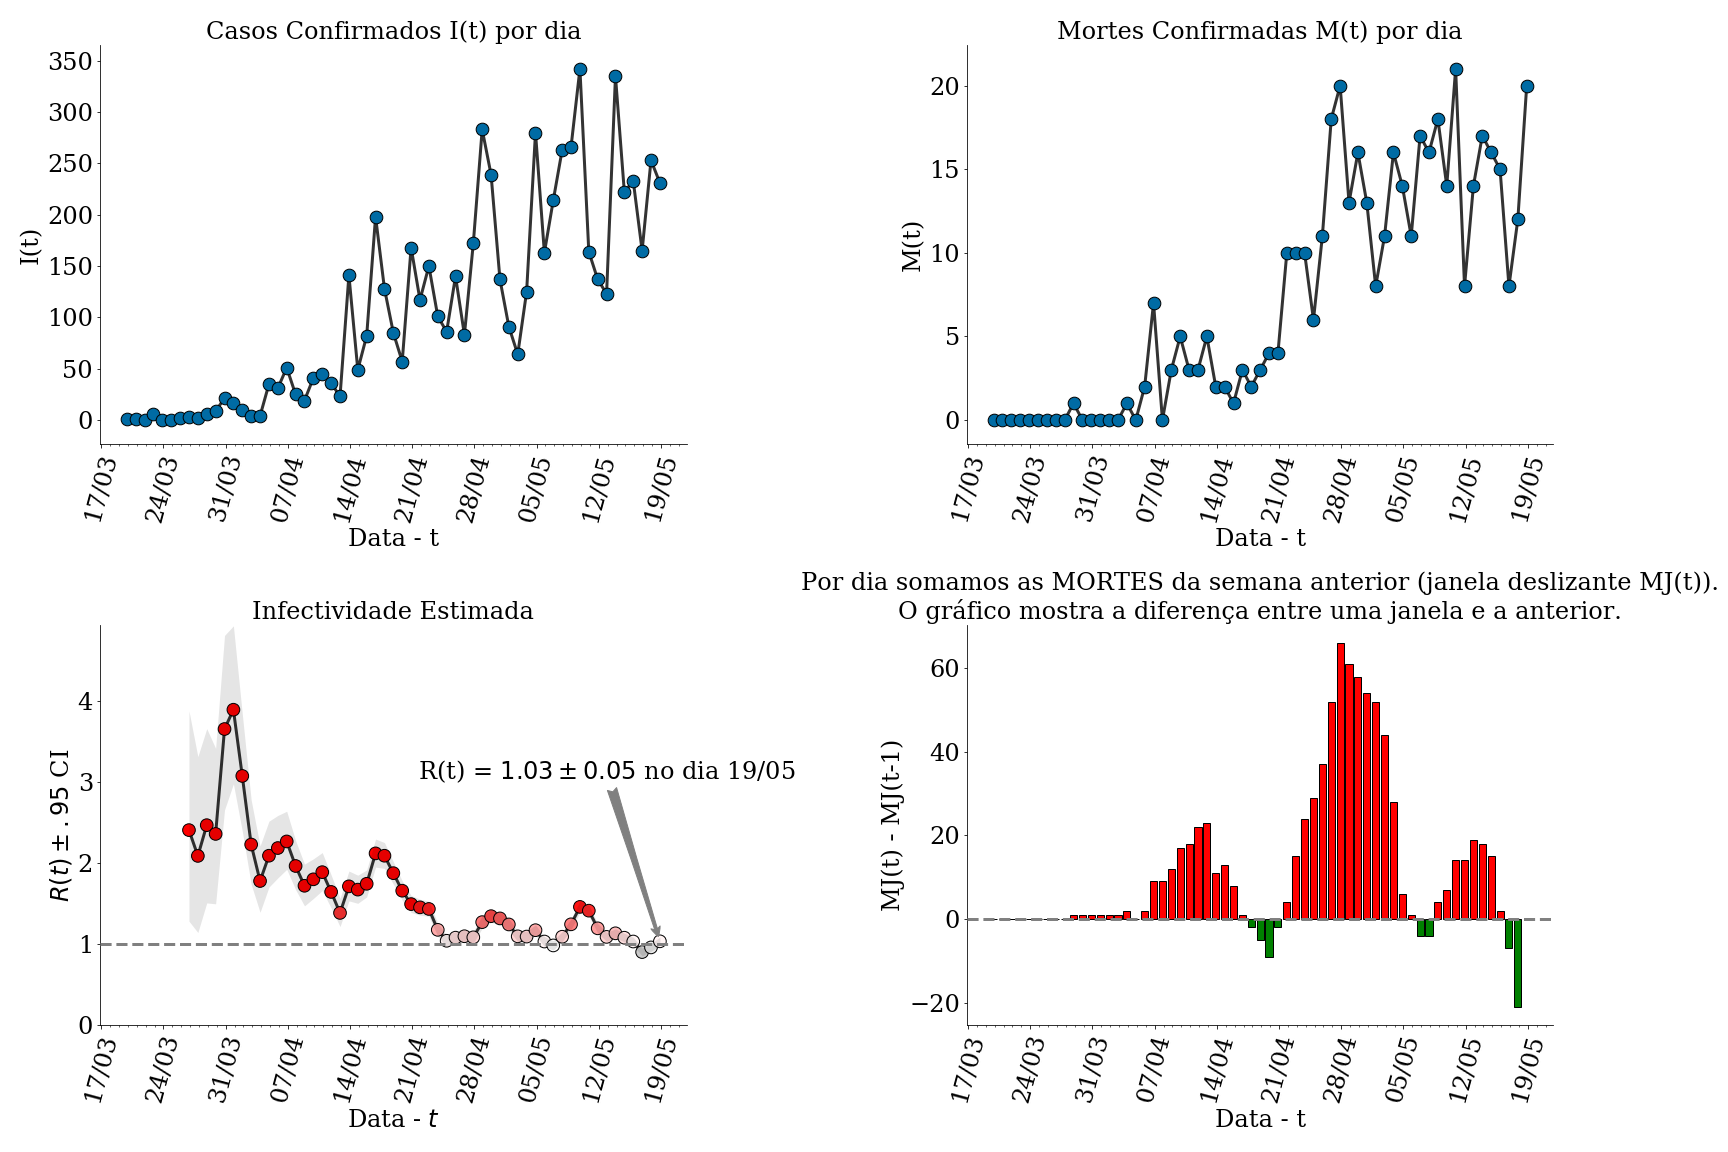 Casos Confirmados I(t) por dia
350
300
250
200
150
100
50
0
I(t)
17/03 24/03 31/03 07/04 14/04 21/04 28/04 05/05 12/05 19/05
Data - t
Mortes Confirmadas M(t) por dia
20
15
10
5
0
M(t)
17/03 24/03 31/03 07/04 14/04 21/04 28/04 05/05 12/05 19/05
Data - t
Infectividade Estimada
4
3
2
1
0
R(t) ± .95 CI
R(t) = 1.03 ± 0.05 no dia 19/05
17/03 24/03 31/03 07/04 14/04 21/04 28/04 05/05 12/05 19/05
Data - t
Por dia somamos as MORTES da semana anterior (janela deslizante MJ(t)).
O gráfico mostra a diferença entre uma janela e a anterior.
60
40
20
0
−20
MJ(t) - MJ(t-1)
17/03 24/03 31/03 07/04 14/04 21/04 28/04 05/05 12/05 19/05
Data - t